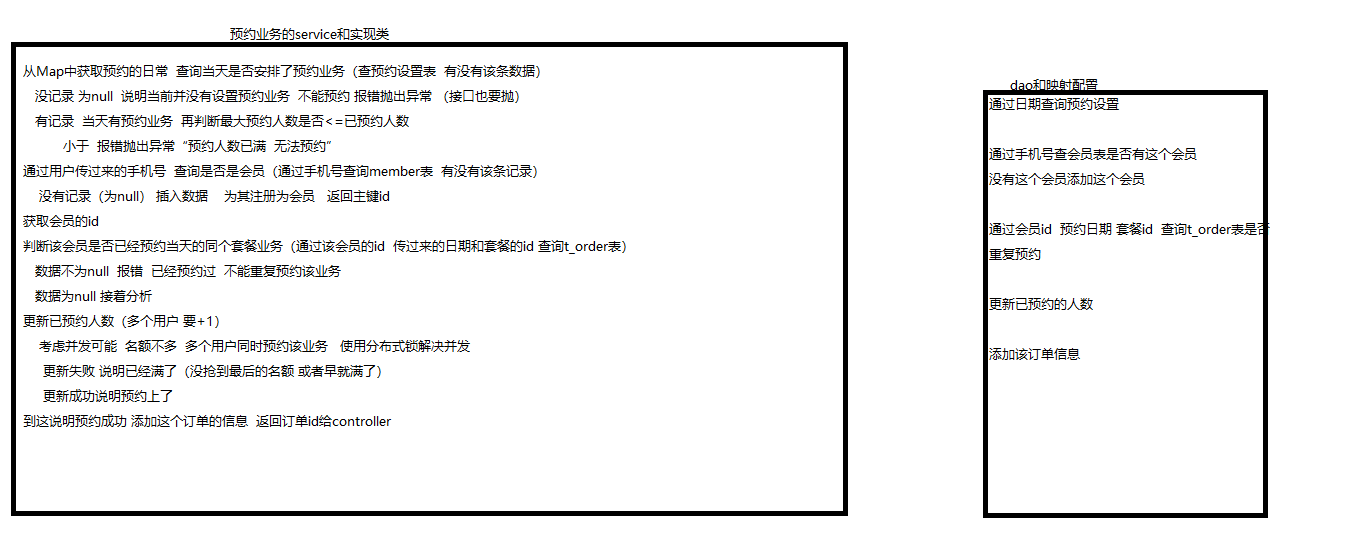 预约业务的service和实现类
从Map中获取预约的日常 查询当天是否安排了预约业务（查预约设置表 有没有该条数据）
没记录 为null 说明当前并没有设置预约业务 不能预约 报错抛出异常 （接口也要抛）
有记录 当天有预约业务 再判断最大预约人数是否<=已预约人数
小于 报错抛出异常“预约人数已满 无法预约”
通过用户传过来的手机号 查询是否是会员（通过手机号查询member表 有没有该条记录）
没有记录（为null） 插入数据 为其注册为会员 返回主键id
获取会员的id
判断该会员是否已经预约当天的同个套餐业务（通过该会员的id 传过来的日期和套餐的id 查询t_order表）
数据不为null 报错 已经预约过 不能重复预约该业务
数据为null 接着分析
更新已预约人数（多个用户 要+1）
考虑并发可能 名额不多 多个用户同时预约该业务 使用分布式锁解决并发
更新失败 说明已经满了（没抢到最后的名额 或者早就满了）
更新成功说明预约上了
到这说明预约成功 添加这个订单的信息 返回订单id给controller
dao和映射配置
通过日期查询预约设置
通过手机号查会员表是否有这个会员
没有这个会员添加这个会员
通过会员id 预约日期 套餐id 查询t_order表是否
重复预约
更新已预约的人数
添加该订单信息